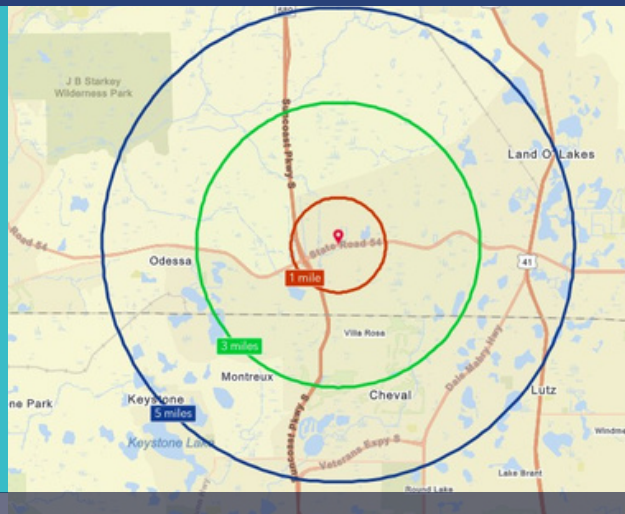 589
J B Starkey
Wilderness Park
Suncoast Pkwy S
Land O' Lakes
Road 54
State Road 54
Odessa
41
1 mile
Villa Rosa
3 miles
Montreux
Dale Mabry Hwy
Cheval
Lutz
ne Park
Keystone
5 miles
Suncoast Pkwy S
Keystone Lake
Veterans Expy S
Windme
Lake Brant
Round Lake